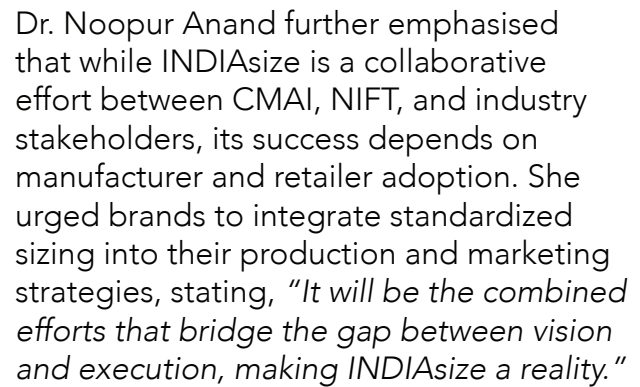 Dr. Noopur Anand further emphasised
that while INDIAsize is a collaborative
effort between CMAI, NIFT, and industry
stakeholders, its success depends on
manufacturer and retailer adoption. She
urged brands to integrate standardized
sizing into their production and marketing
strategies, stating, “It will be the combined
efforts that bridge the gap between vision
and execution, making INDIAsize a reality.”